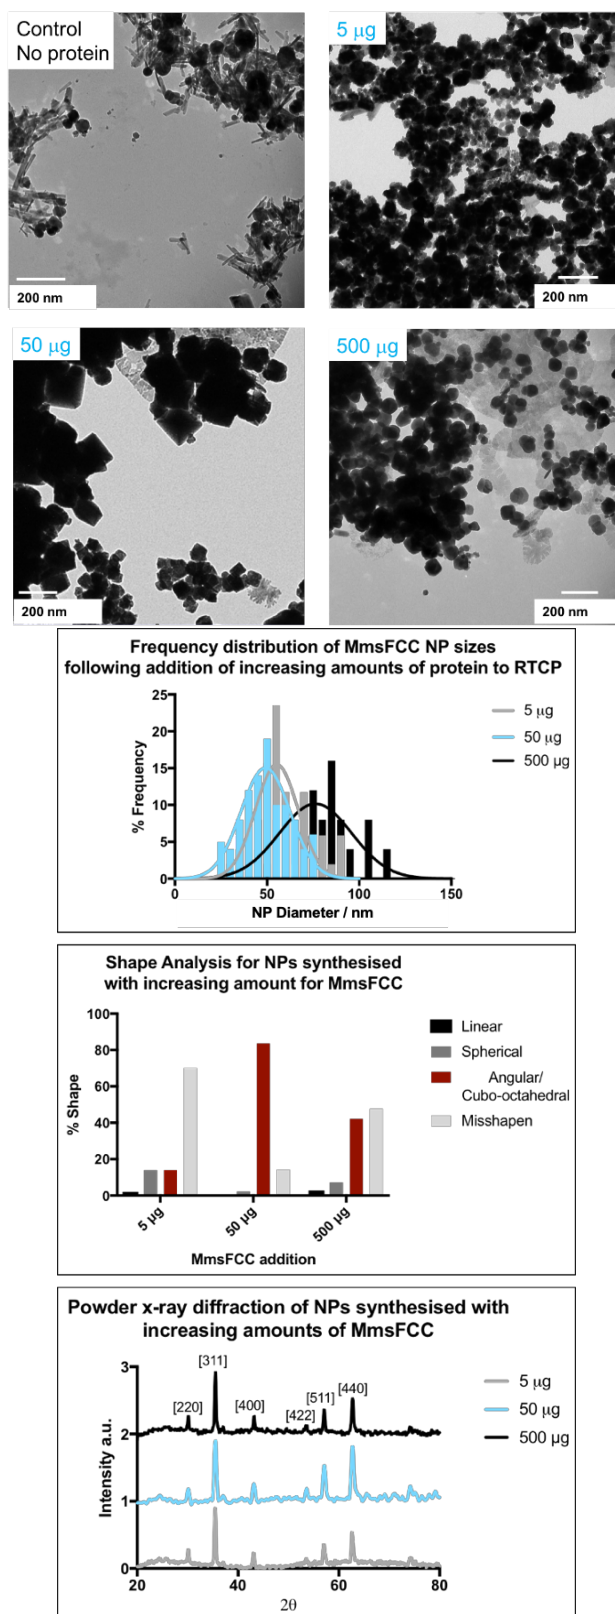 Control
No protein
200 nm
5 μg
200 nm
50 μg
200 nm
500 μg
200 nm
Frequency distribution of MmsFCC NP sizes
following addition of increasing amounts of protein to RTCP
25
20
15
10
5
0
% Frequency
0
50
100
150
NP Diameter / nm
5 μg
50 μg
500 μg
Shape Analysis for NPs synthesised
with increasing amount for MmsFCC
100
80
60
40
20
0
% Shape
5 μg
50 μg
500 μg
MmsFCC addition
Linear
Spherical
Angular/
Cubo-octahedral
Misshapen
Powder x-ray diffraction of NPs synthesised with
increasing amounts of MmsFCC
3
2
1
0
Intensity a.u.
[220]
[311]
[400]
[422]
[511]
[440]
20
40
60
80
2θ
5 μg
50 μg
500 μg